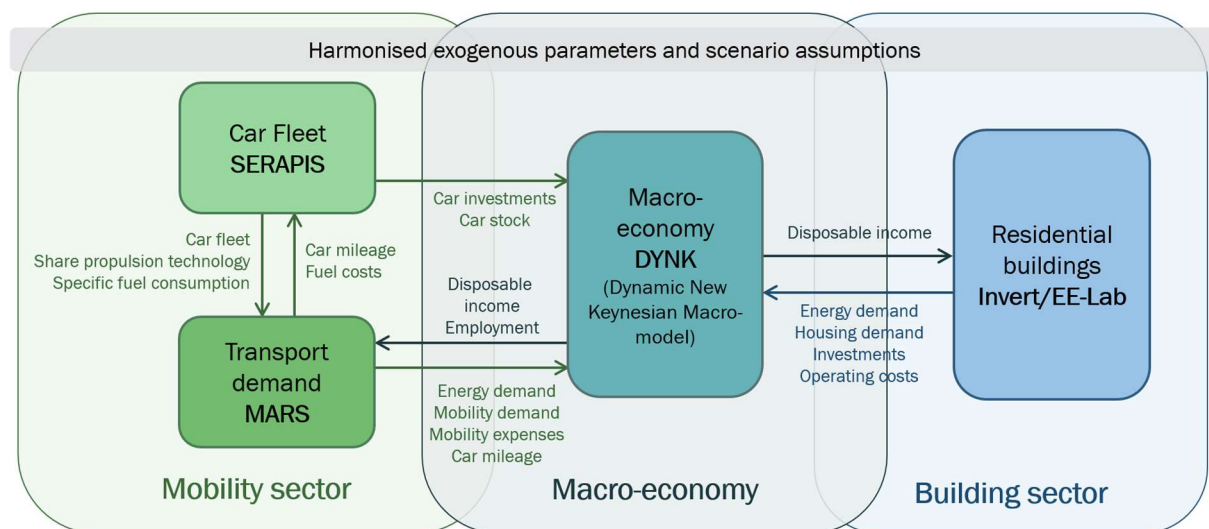 Harmonised exogenous parameters and scenario assumptions
Car Fleet
SERAPIS
Car investments
Car stock
Car fleet
Share propulsion technology
Specific fuel consumption
Car mileage
Fuel costs
Transport
demand
MARS
Disposable
income
Employment
Energy demand
Mobility demand
Mobility expenses
Car mileage
Macro-
economy
DYNK
(Dynamic New
Keynesian Macro-
model)
Disposable income
Energy demand
Housing demand
Investments
Operating costs
Residential
buildings
Invert/EE-Lab
Mobility sector
Macro-economy
Building sector